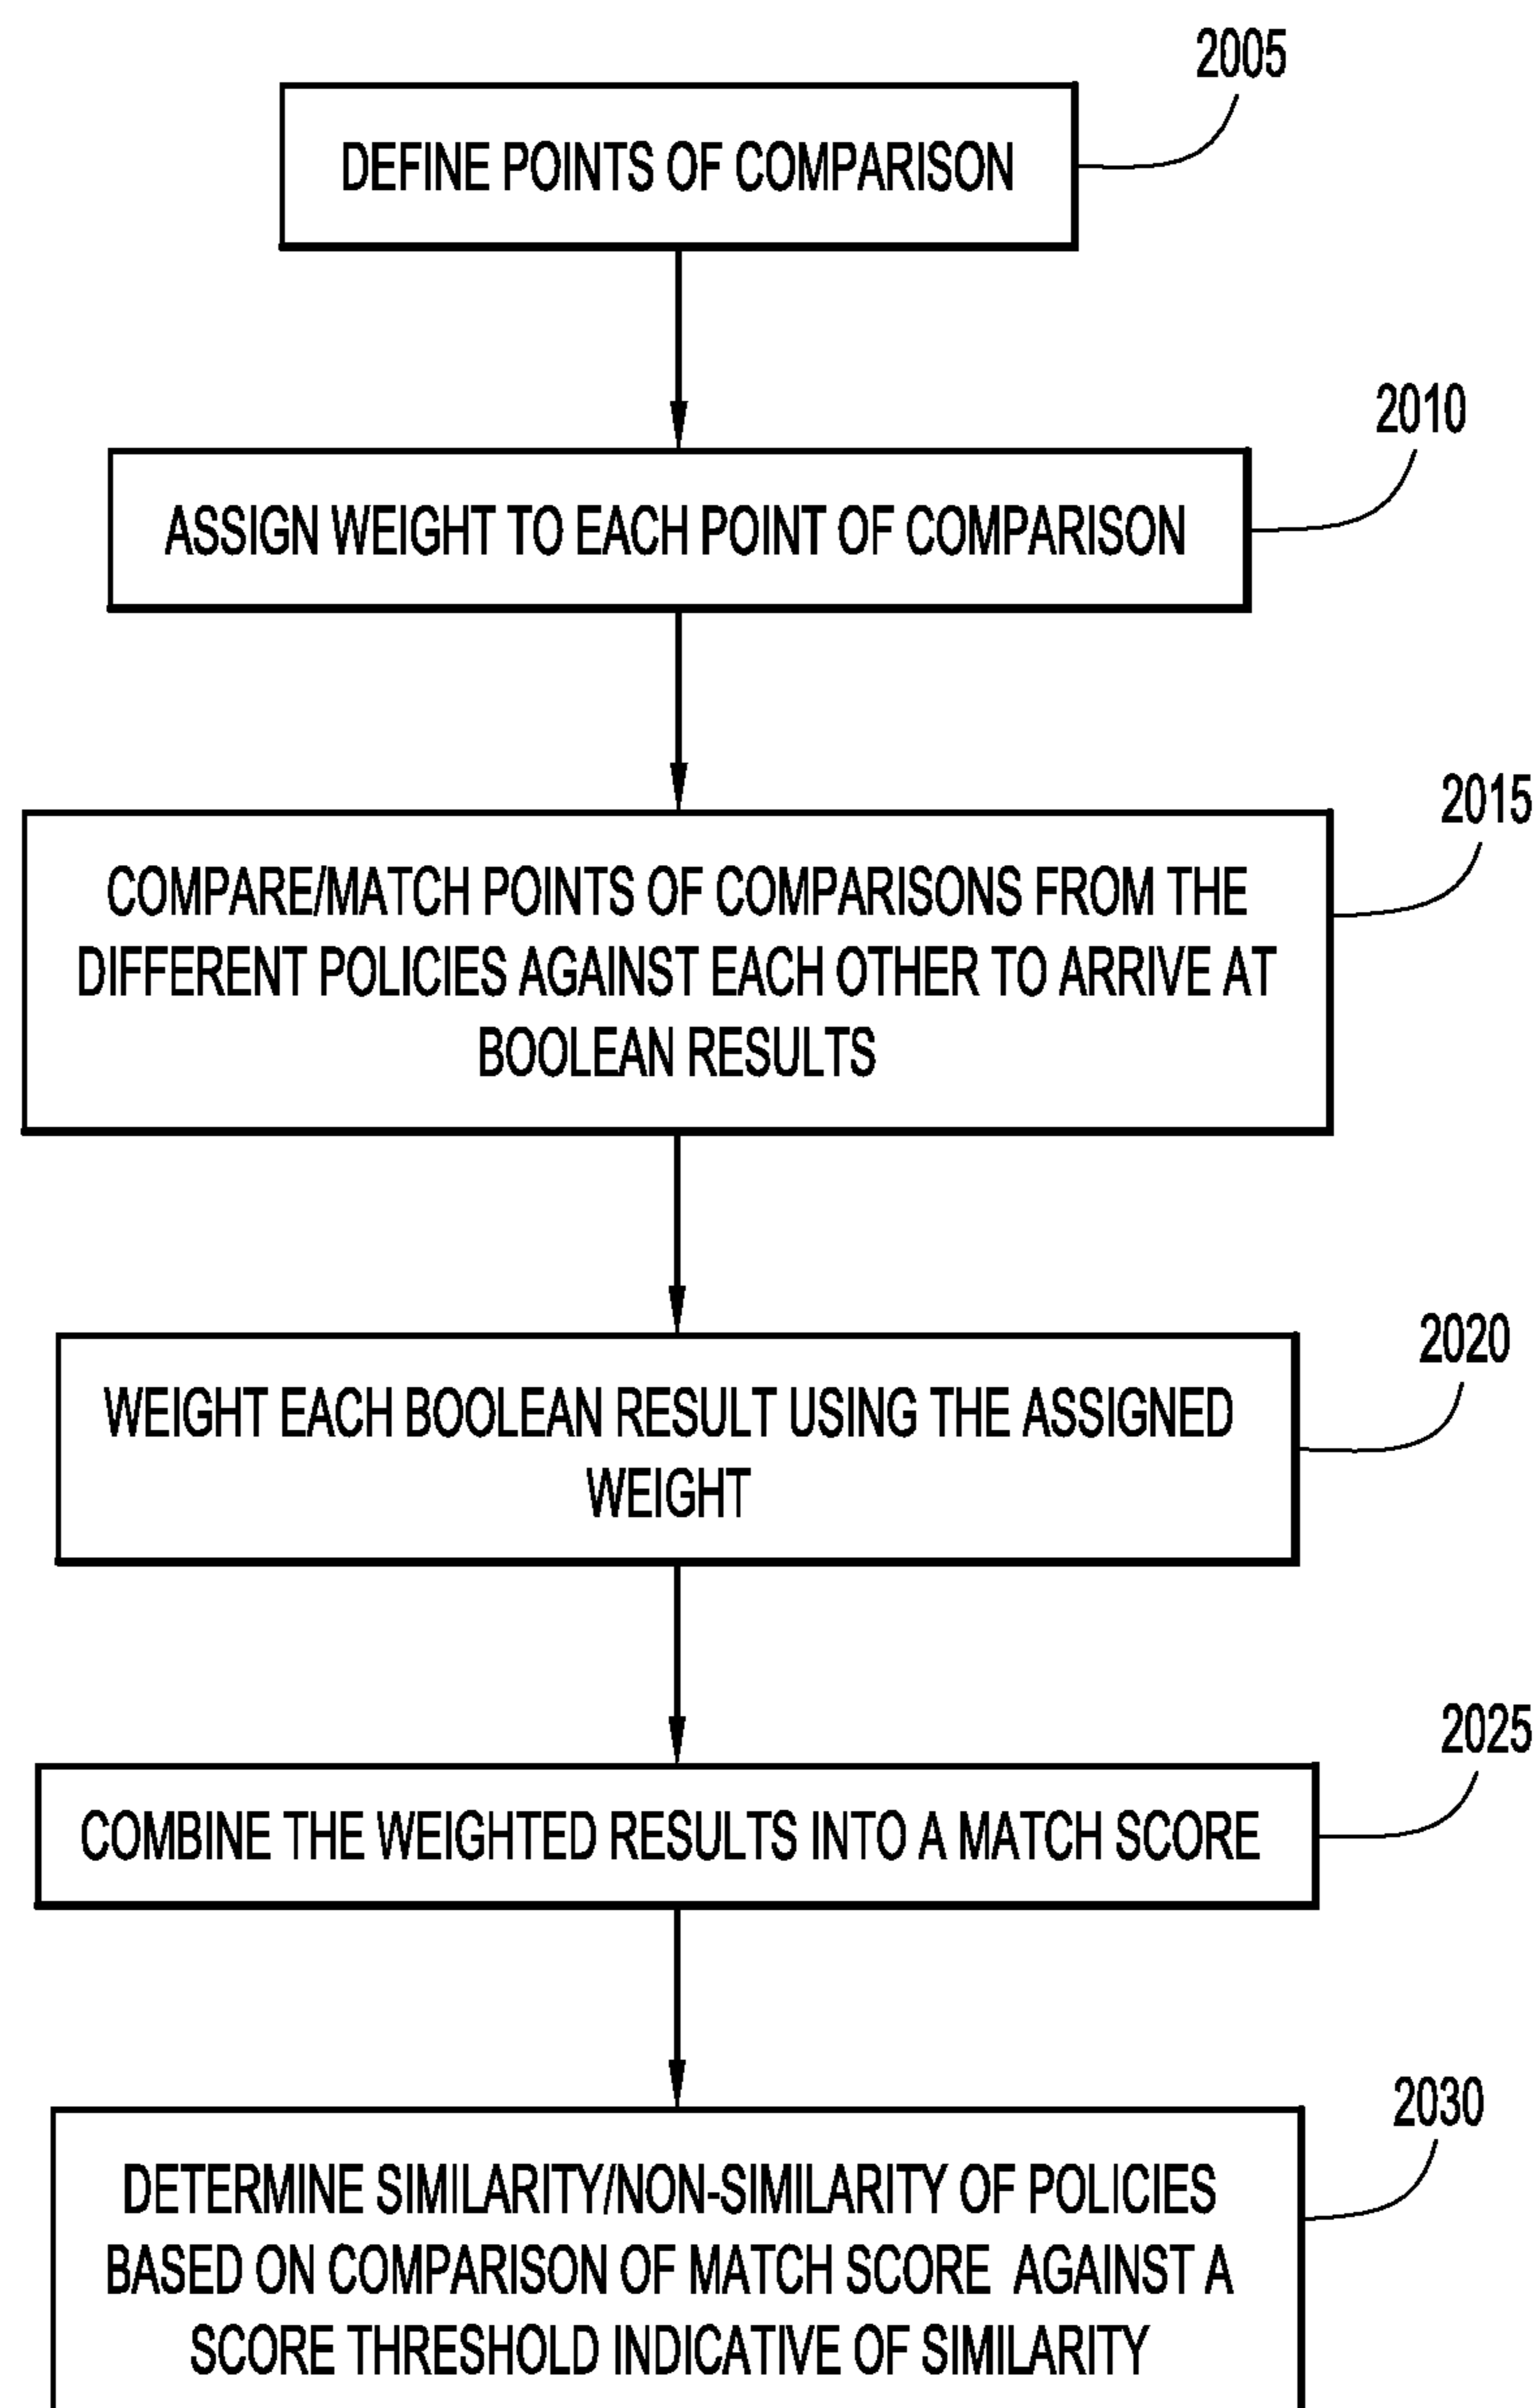 2005
DEFINE POINTS OF COMPARISON
2010
ASSIGN WEIGHT TO EACH POINT OF COMPARISON
2015
COMPARE/MATCH POINTS OF COMPARISONS FROM THE
DIFFERENT POLICIES AGAINST EACH OTHER TO ARRIVE AT
BOOLEAN RESULTS
2020
WEIGHT EACH BOOLEAN RESULT USING THE ASSIGNED
WEIGHT
2025
COMBINE THE WEIGHTED RESULTS INTO A MATCH SCORE
2030
DETERMINE SIMILARITY/NON-SIMILARITY OF POLICIES
BASED ON COMPARISON OF MATCH SCORE AGAINST A
SCORE THRESHOLD INDICATIVE OF SIMILARITY